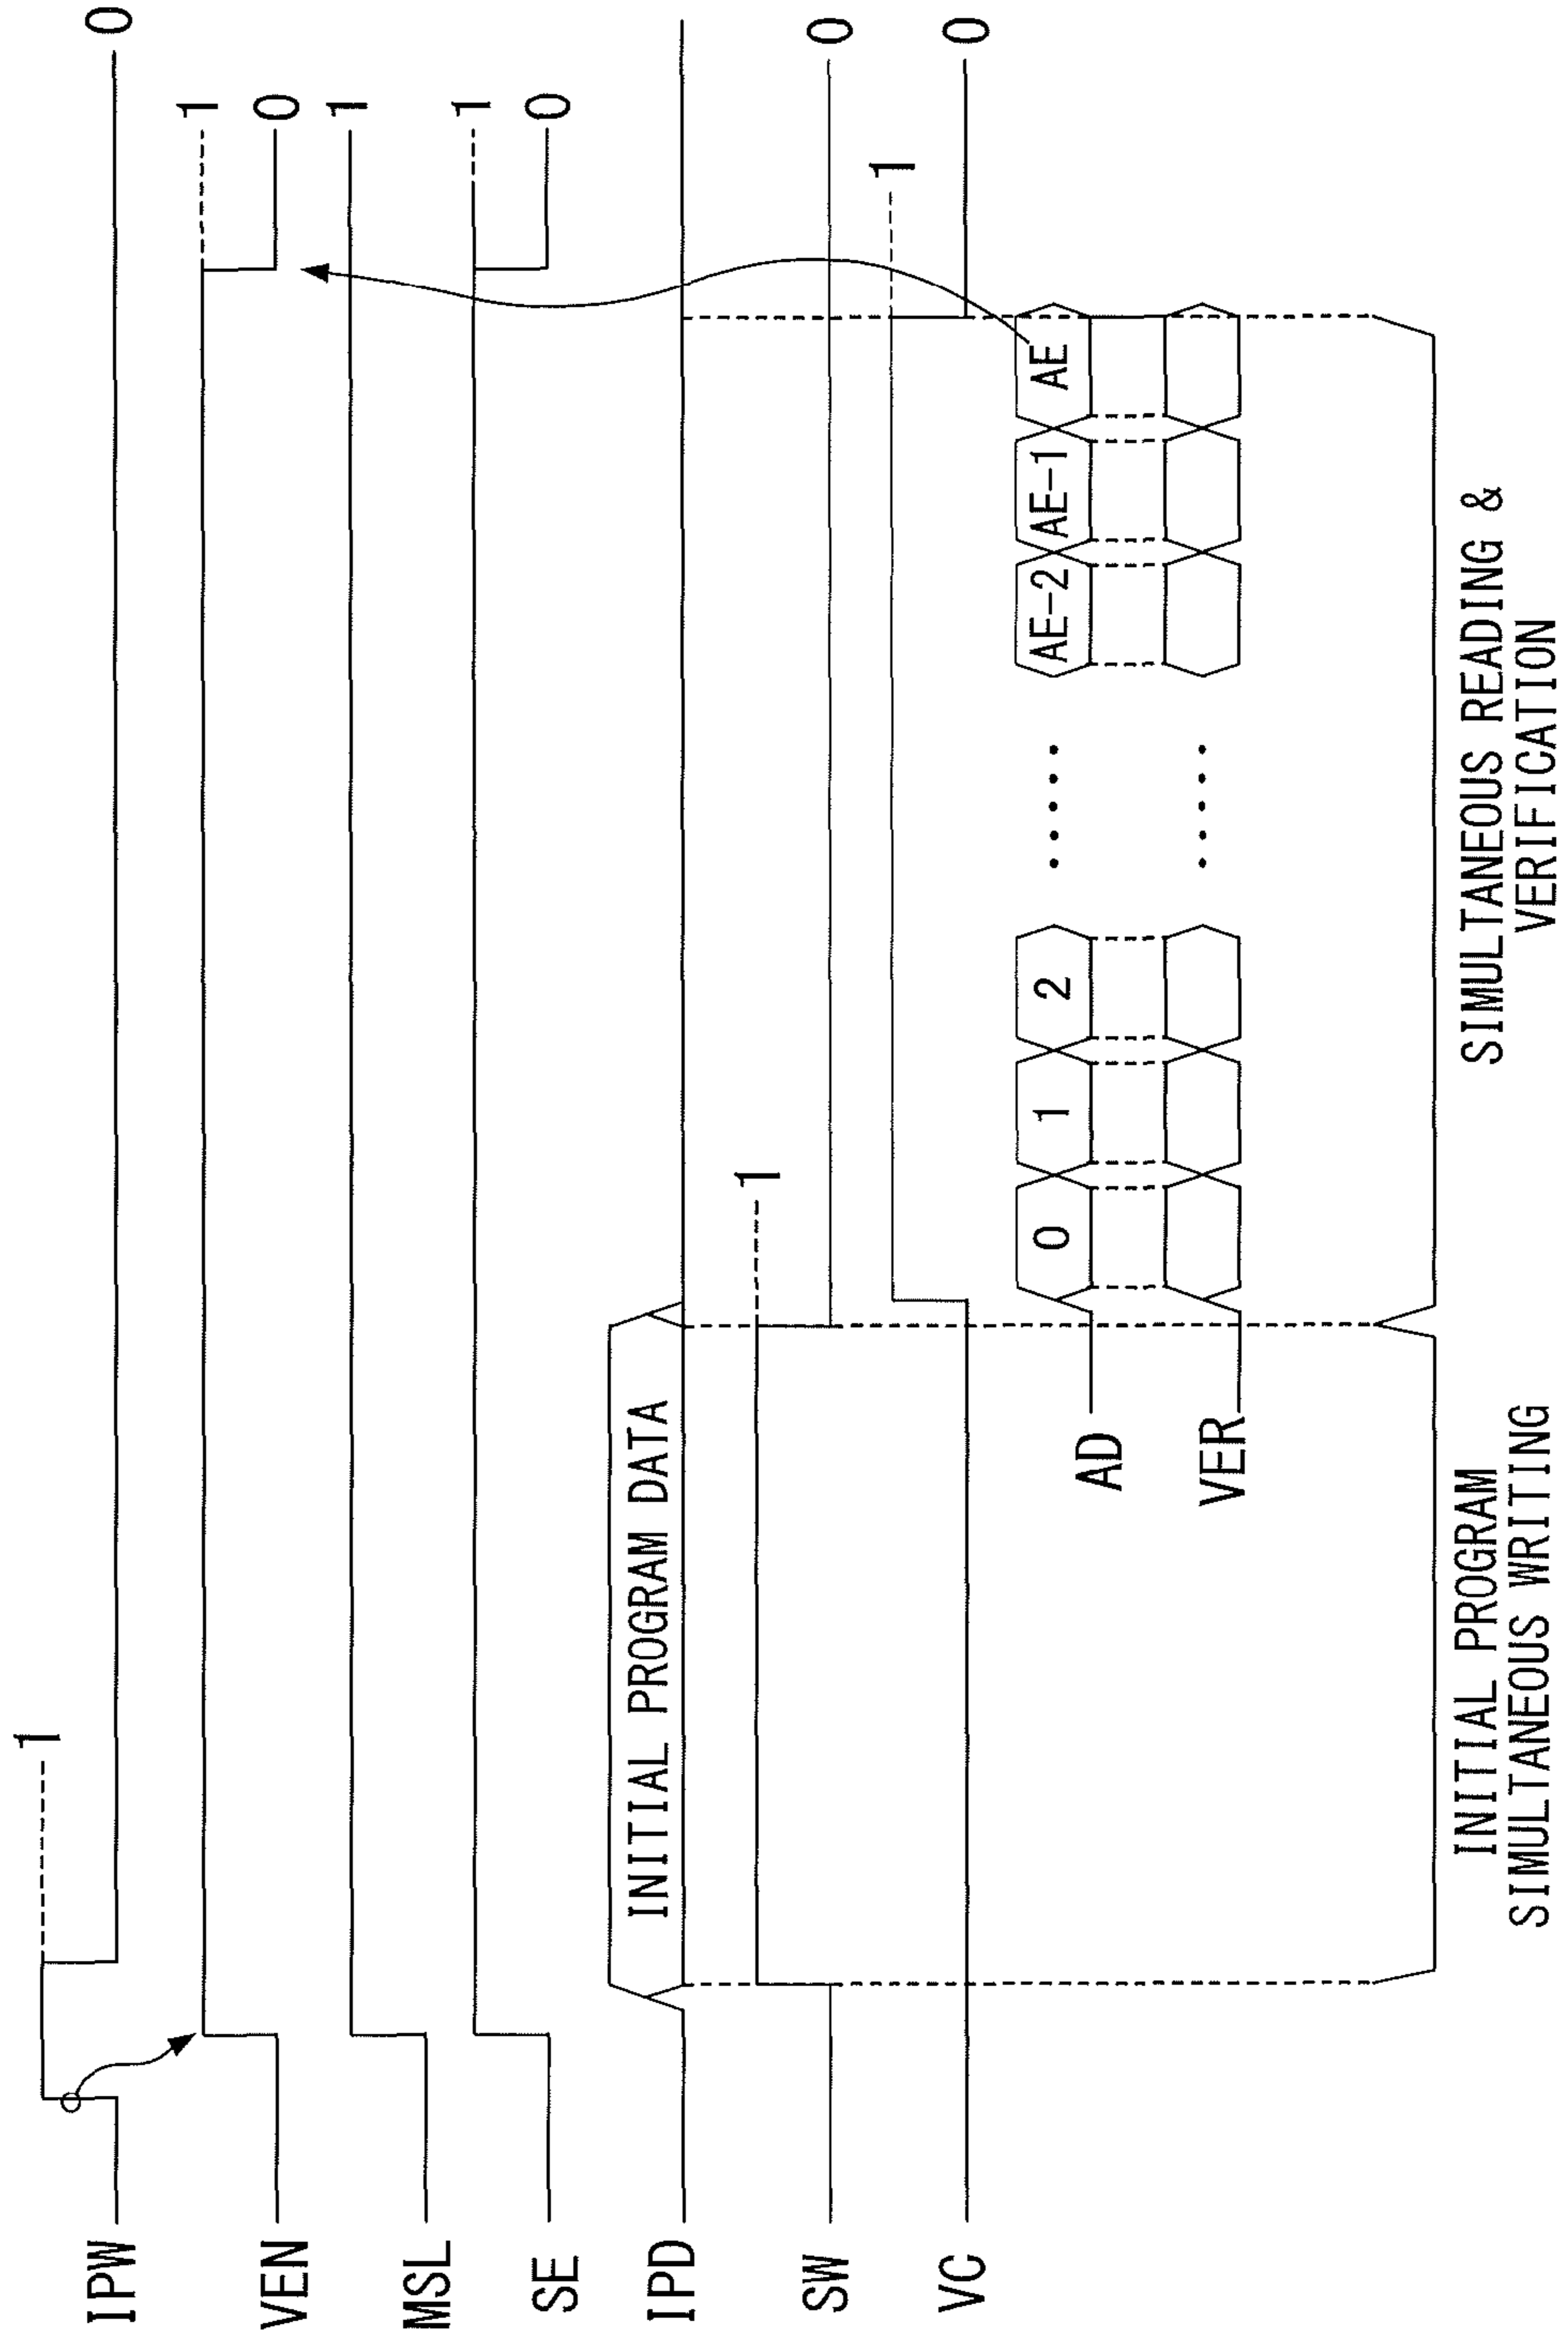 1
IPW 0
1
VEN 0
1
MSL
1
SE 0
INITIAL PROGRAM DATA
IPD
1
SW 0
1
VC 0
0 1 2 ····· AE-2 AE-1 AE
AD
VER ·····
INITIAL PROGRAM
SIMULTANEOUS WRITING
SIMULTANEOUS READING &
VERIFICATION